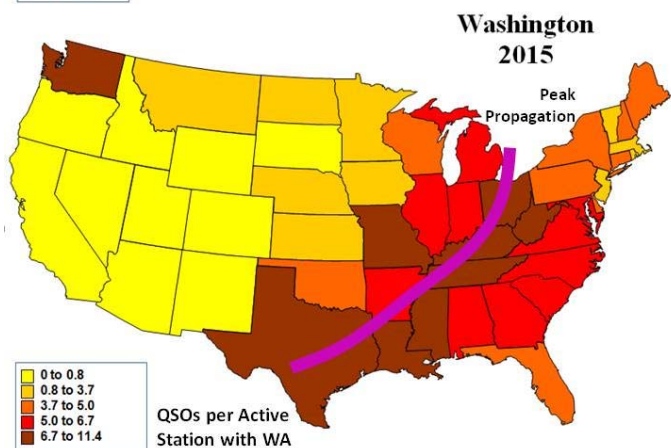 Washington
2015
Peak
Propagation
0 to 0.8
0.8 to 3.7
3.7 to 5.0
5.0 to 6.7
6.7 to 11.4
QSOs per Active
Station with WA